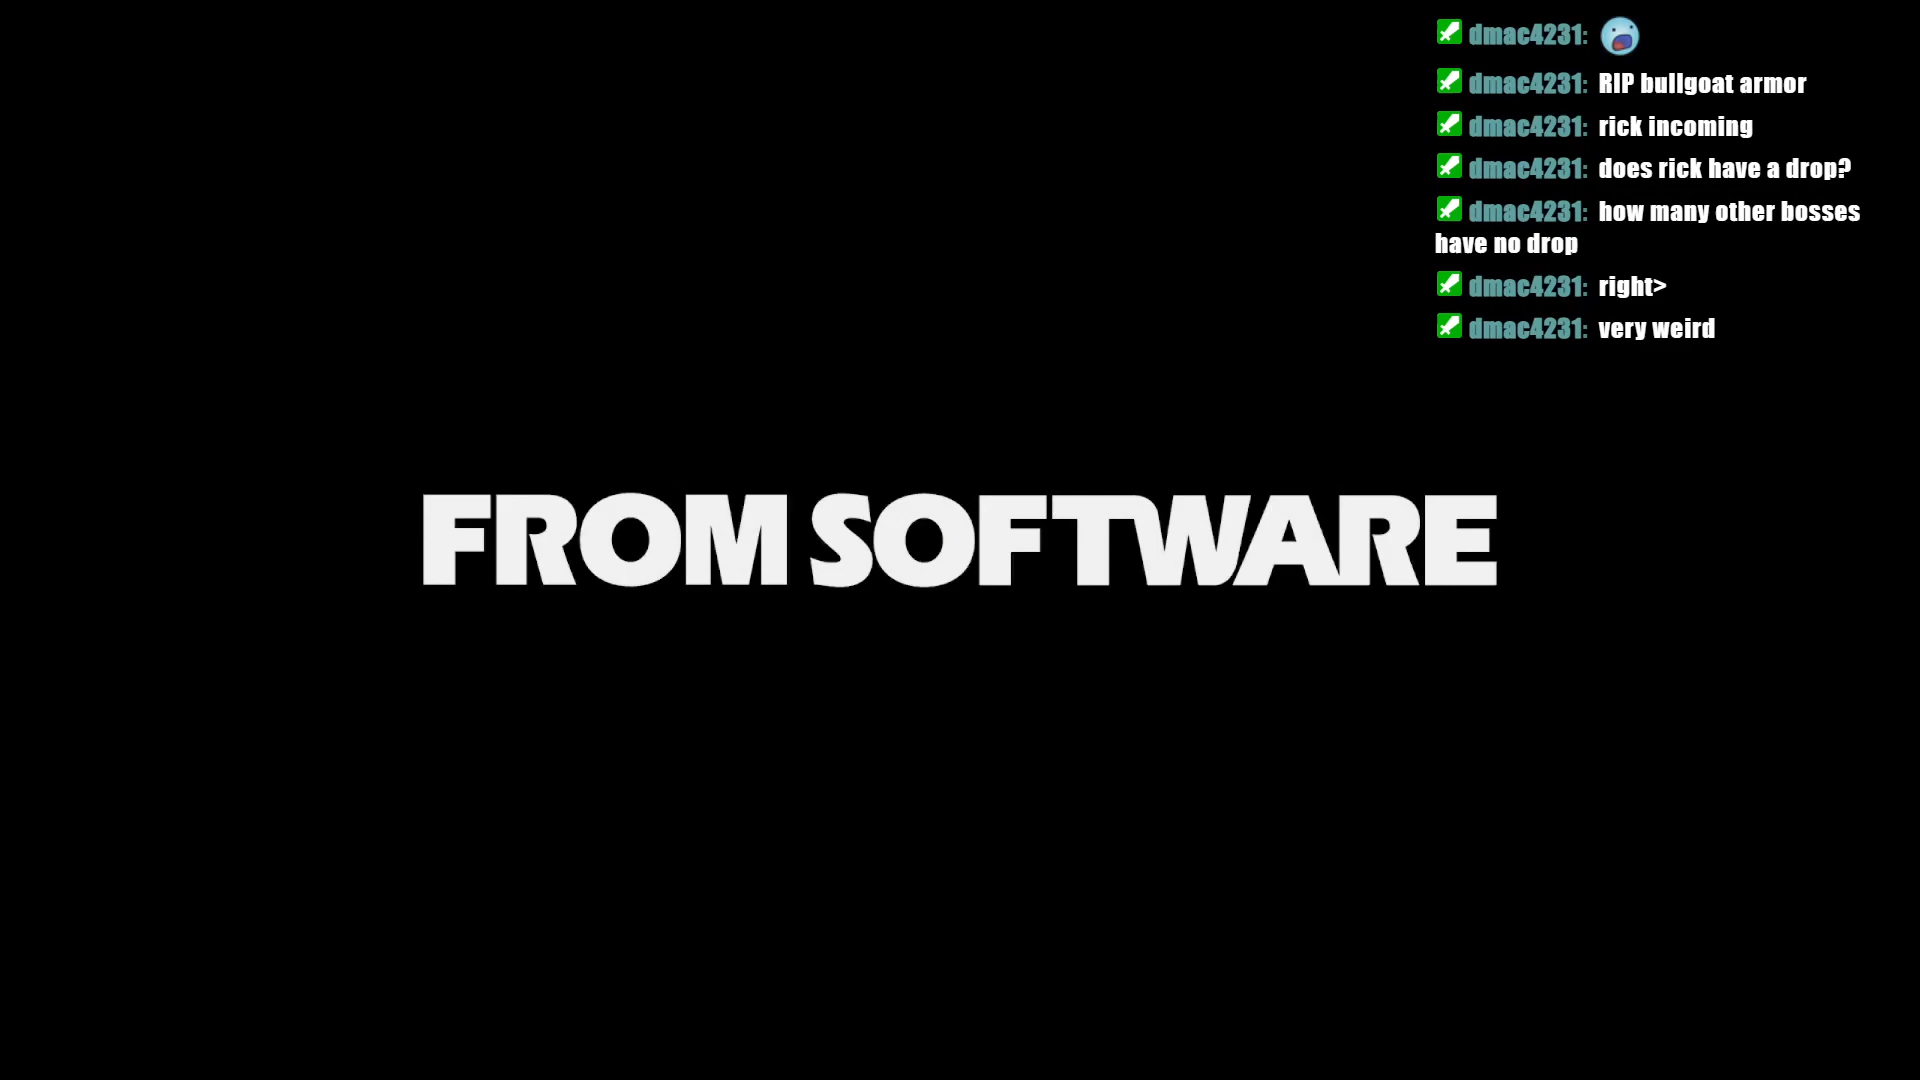 dmac4231:
dmac4231: RIP bullgoat armor
dmac4231: rick incoming
dmac4231: does rick have a drop?
dmac4231: how many other bosses
have no drop
dmac4231: right>
dmac4231: very weird
FROM SOFTWARE